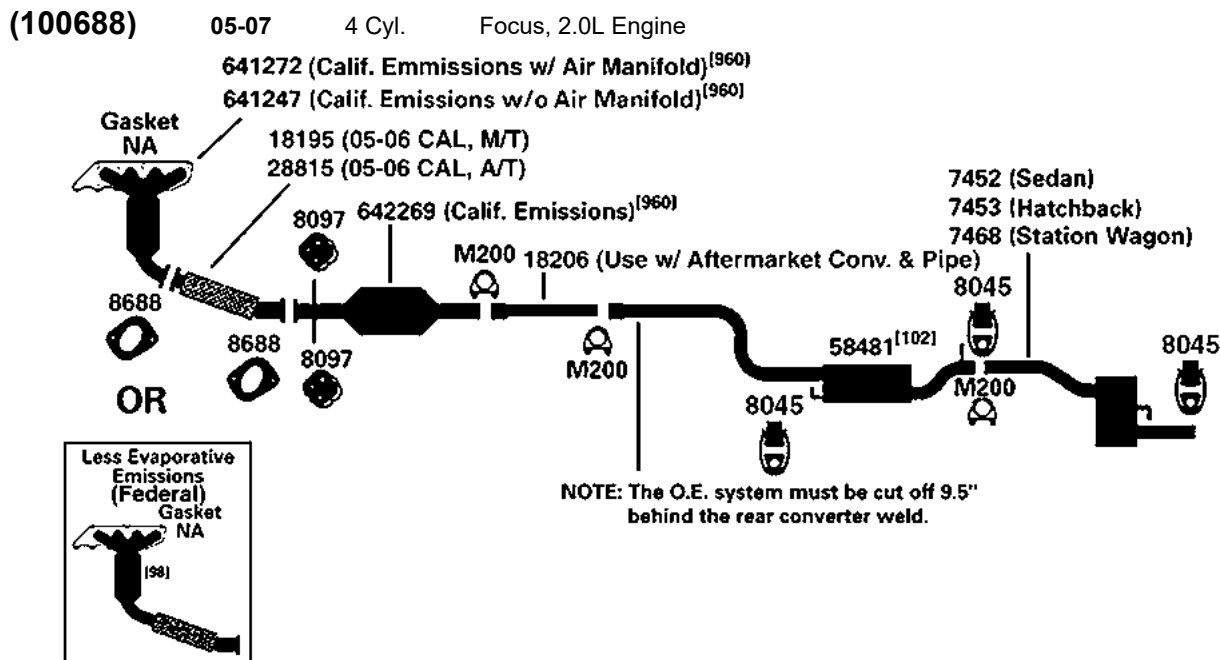 (100688) 05-07 4 Cyl. Focus, 2.0L Engine
641272 (Calif. Emmissions w/ Air Manifold)[960]
641247 (Calif. Emissions w/o Air Manifold)[960]
Gasket
NA
18195 (05-06 CAL, M/T)
28815 (05-06 CAL, A/T)
8097
642269 (Calif. Emissions)[960]
M200
18206 (Use w/ Aftermarket Conv. & Pipe)
7452 (Sedan)
7453 (Hatchback)
7468 (Station Wagon)
8045
8688
8688
8097
M200
58481[102]
M200
8045
8045
OR
NOTE: The O.E. system must be cut off 9.5"
behind the rear converter weld.
Less Evaporative
Emissions
(Federal)
Gasket
NA
[98]